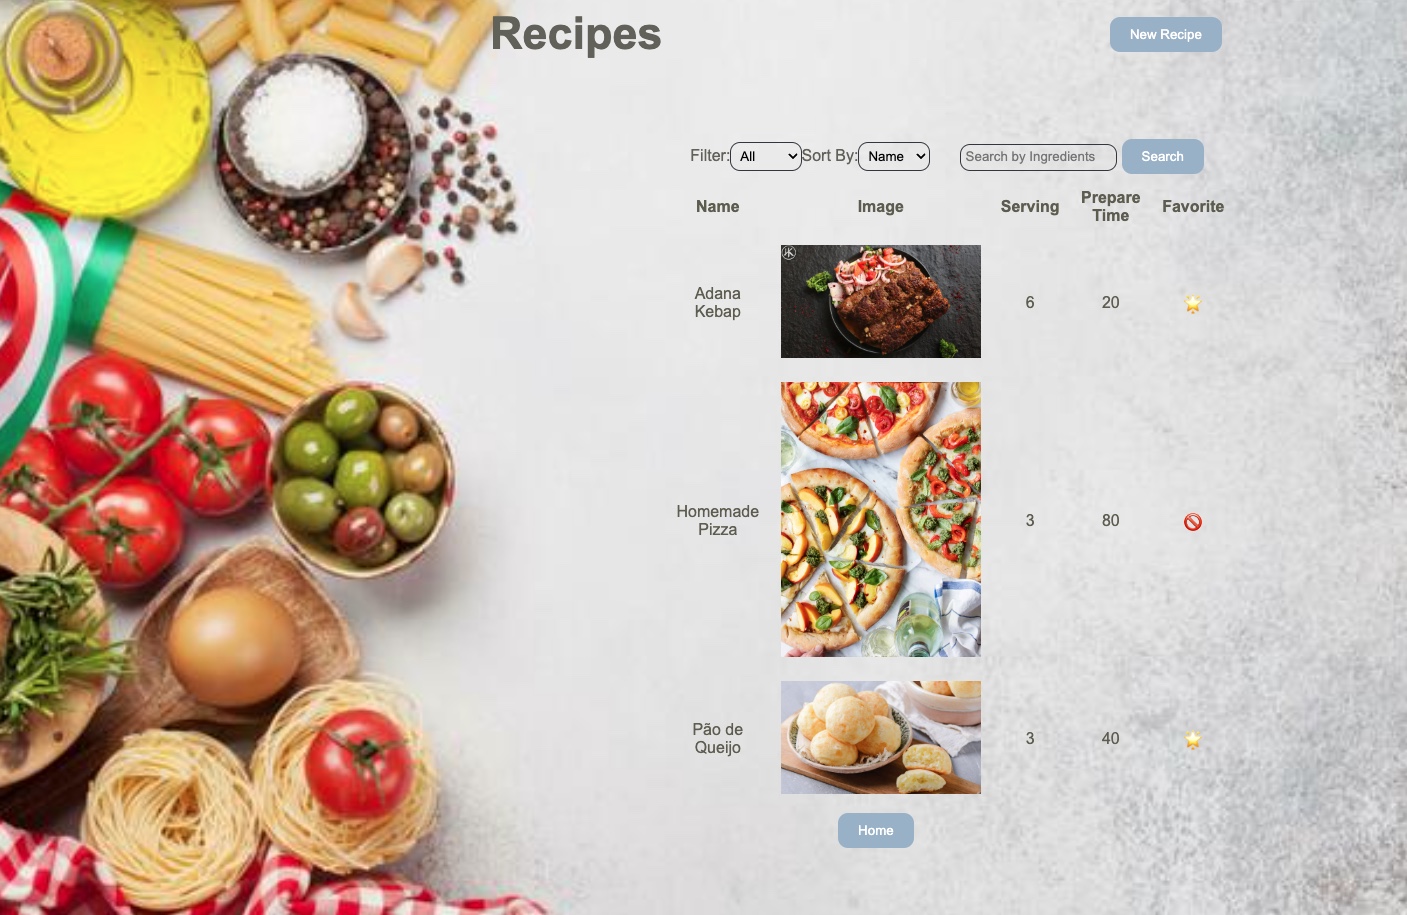 Recipes
New Recipe
Filter: All Sort By: Name Search by Ingredients Search
Name Image Serving Prepare Time Favorite
Adana
Kebap
6 20
Homemade
Pizza
3 80
Pão de
Queijo
3 40
Home